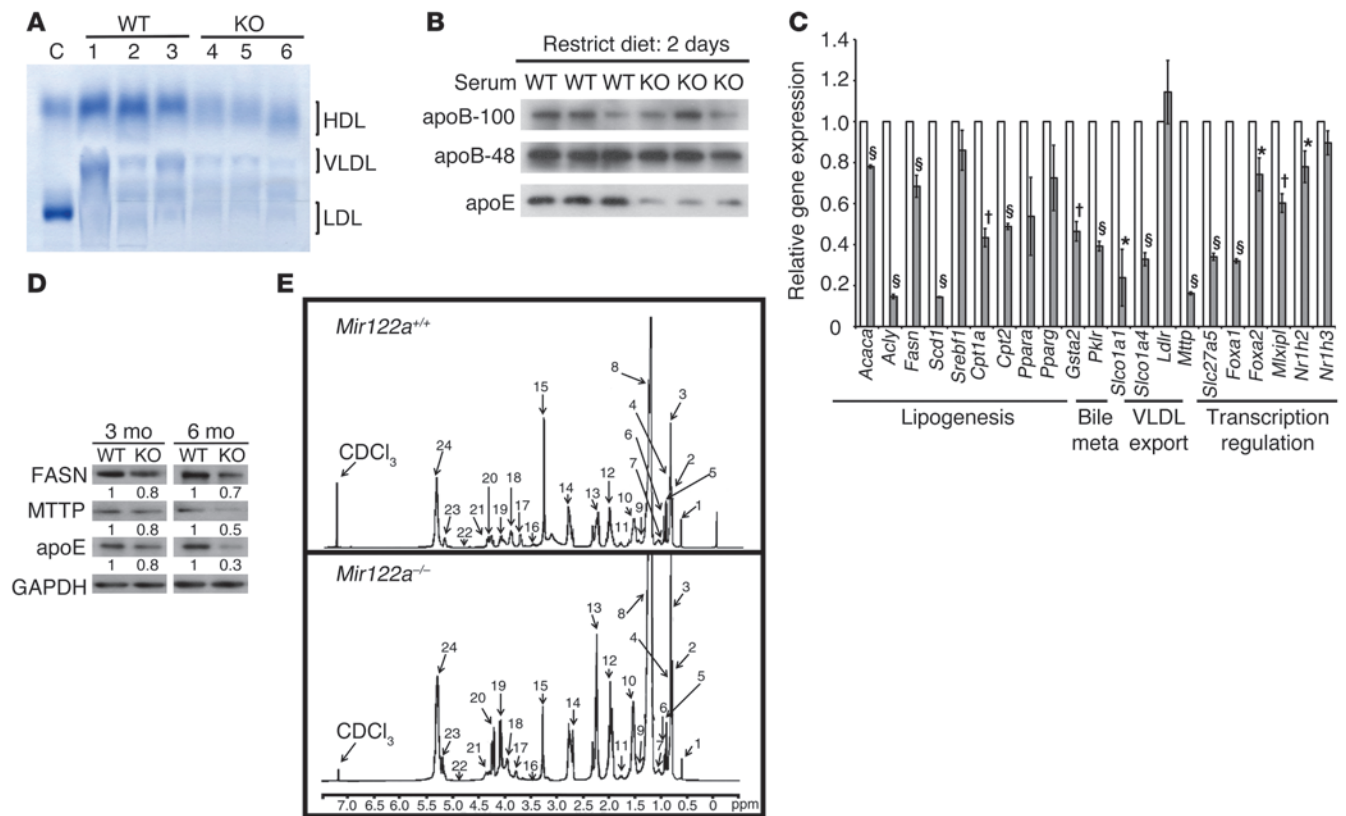 A
WT KO
C 1 2 3 4 5 6
HDL
VLDL
LDL
B
Restrict diet: 2 days
Serum WT WT WT KO KO KO
apoB-100
apoB-48
apoE
C
Relative gene expression
1.4
1.2
1.0
0.8
0.6
0.4
0.2
0
§ § § § † § † § * § § § § * † *
Acaca Acly Fasn Scd1 Srebf1 Cpt1a Cpt2 Ppara Pparg Gsta2 Pklr Slco1a1 Slco1a4 Ldlr Mttp Slc27a5 Foxa1 Foxa2 Mlxipl Nr1h2 Nr1h3
Lipogenesis Bile meta VLDL export Transcription regulation
D
3 mo 6 mo
WT KO WT KO
FASN
1 0.8 1 0.7
MTTP
1 0.8 1 0.5
apoE
1 0.8 1 0.3
GAPDH
E
Mir122a+/+
CDCl3
24 23 22 21 20 19 18 17 16 15 14 13 12 11 10 9 8 7 6 4 3 5 2 1
Mir122a–/–
CDCl3
24 23 22 21 20 19 18 17 16 15 14 13 12 11 10 9 8 7 6 4 3 5 2 1
7.0 6.5 6.0 5.5 5.0 4.5 4.0 3.5 3.0 2.5 2.0 1.5 1.0 0.5 0 ppm